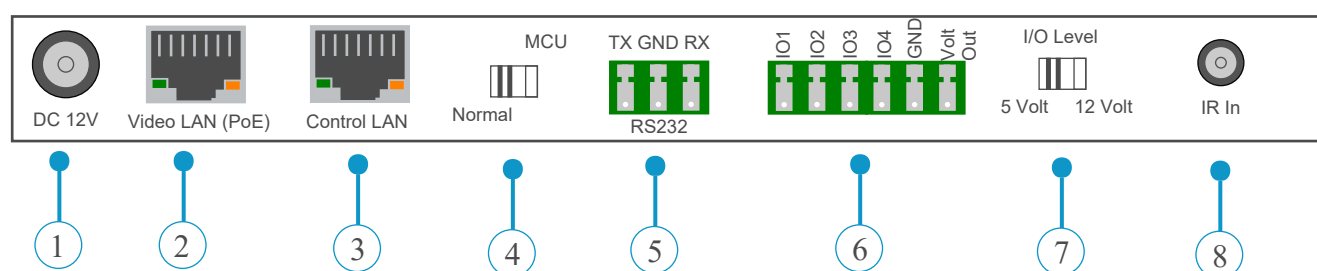 MCU
TX GND RX
IO1
IO2
IO3
IO4
GND
Volt
Out
I/O Level
DC 12V
Video LAN (PoE)
Control LAN
Normal
RS232
5 Volt
12 Volt
IR In
1
2
3
4
5
6
7
8